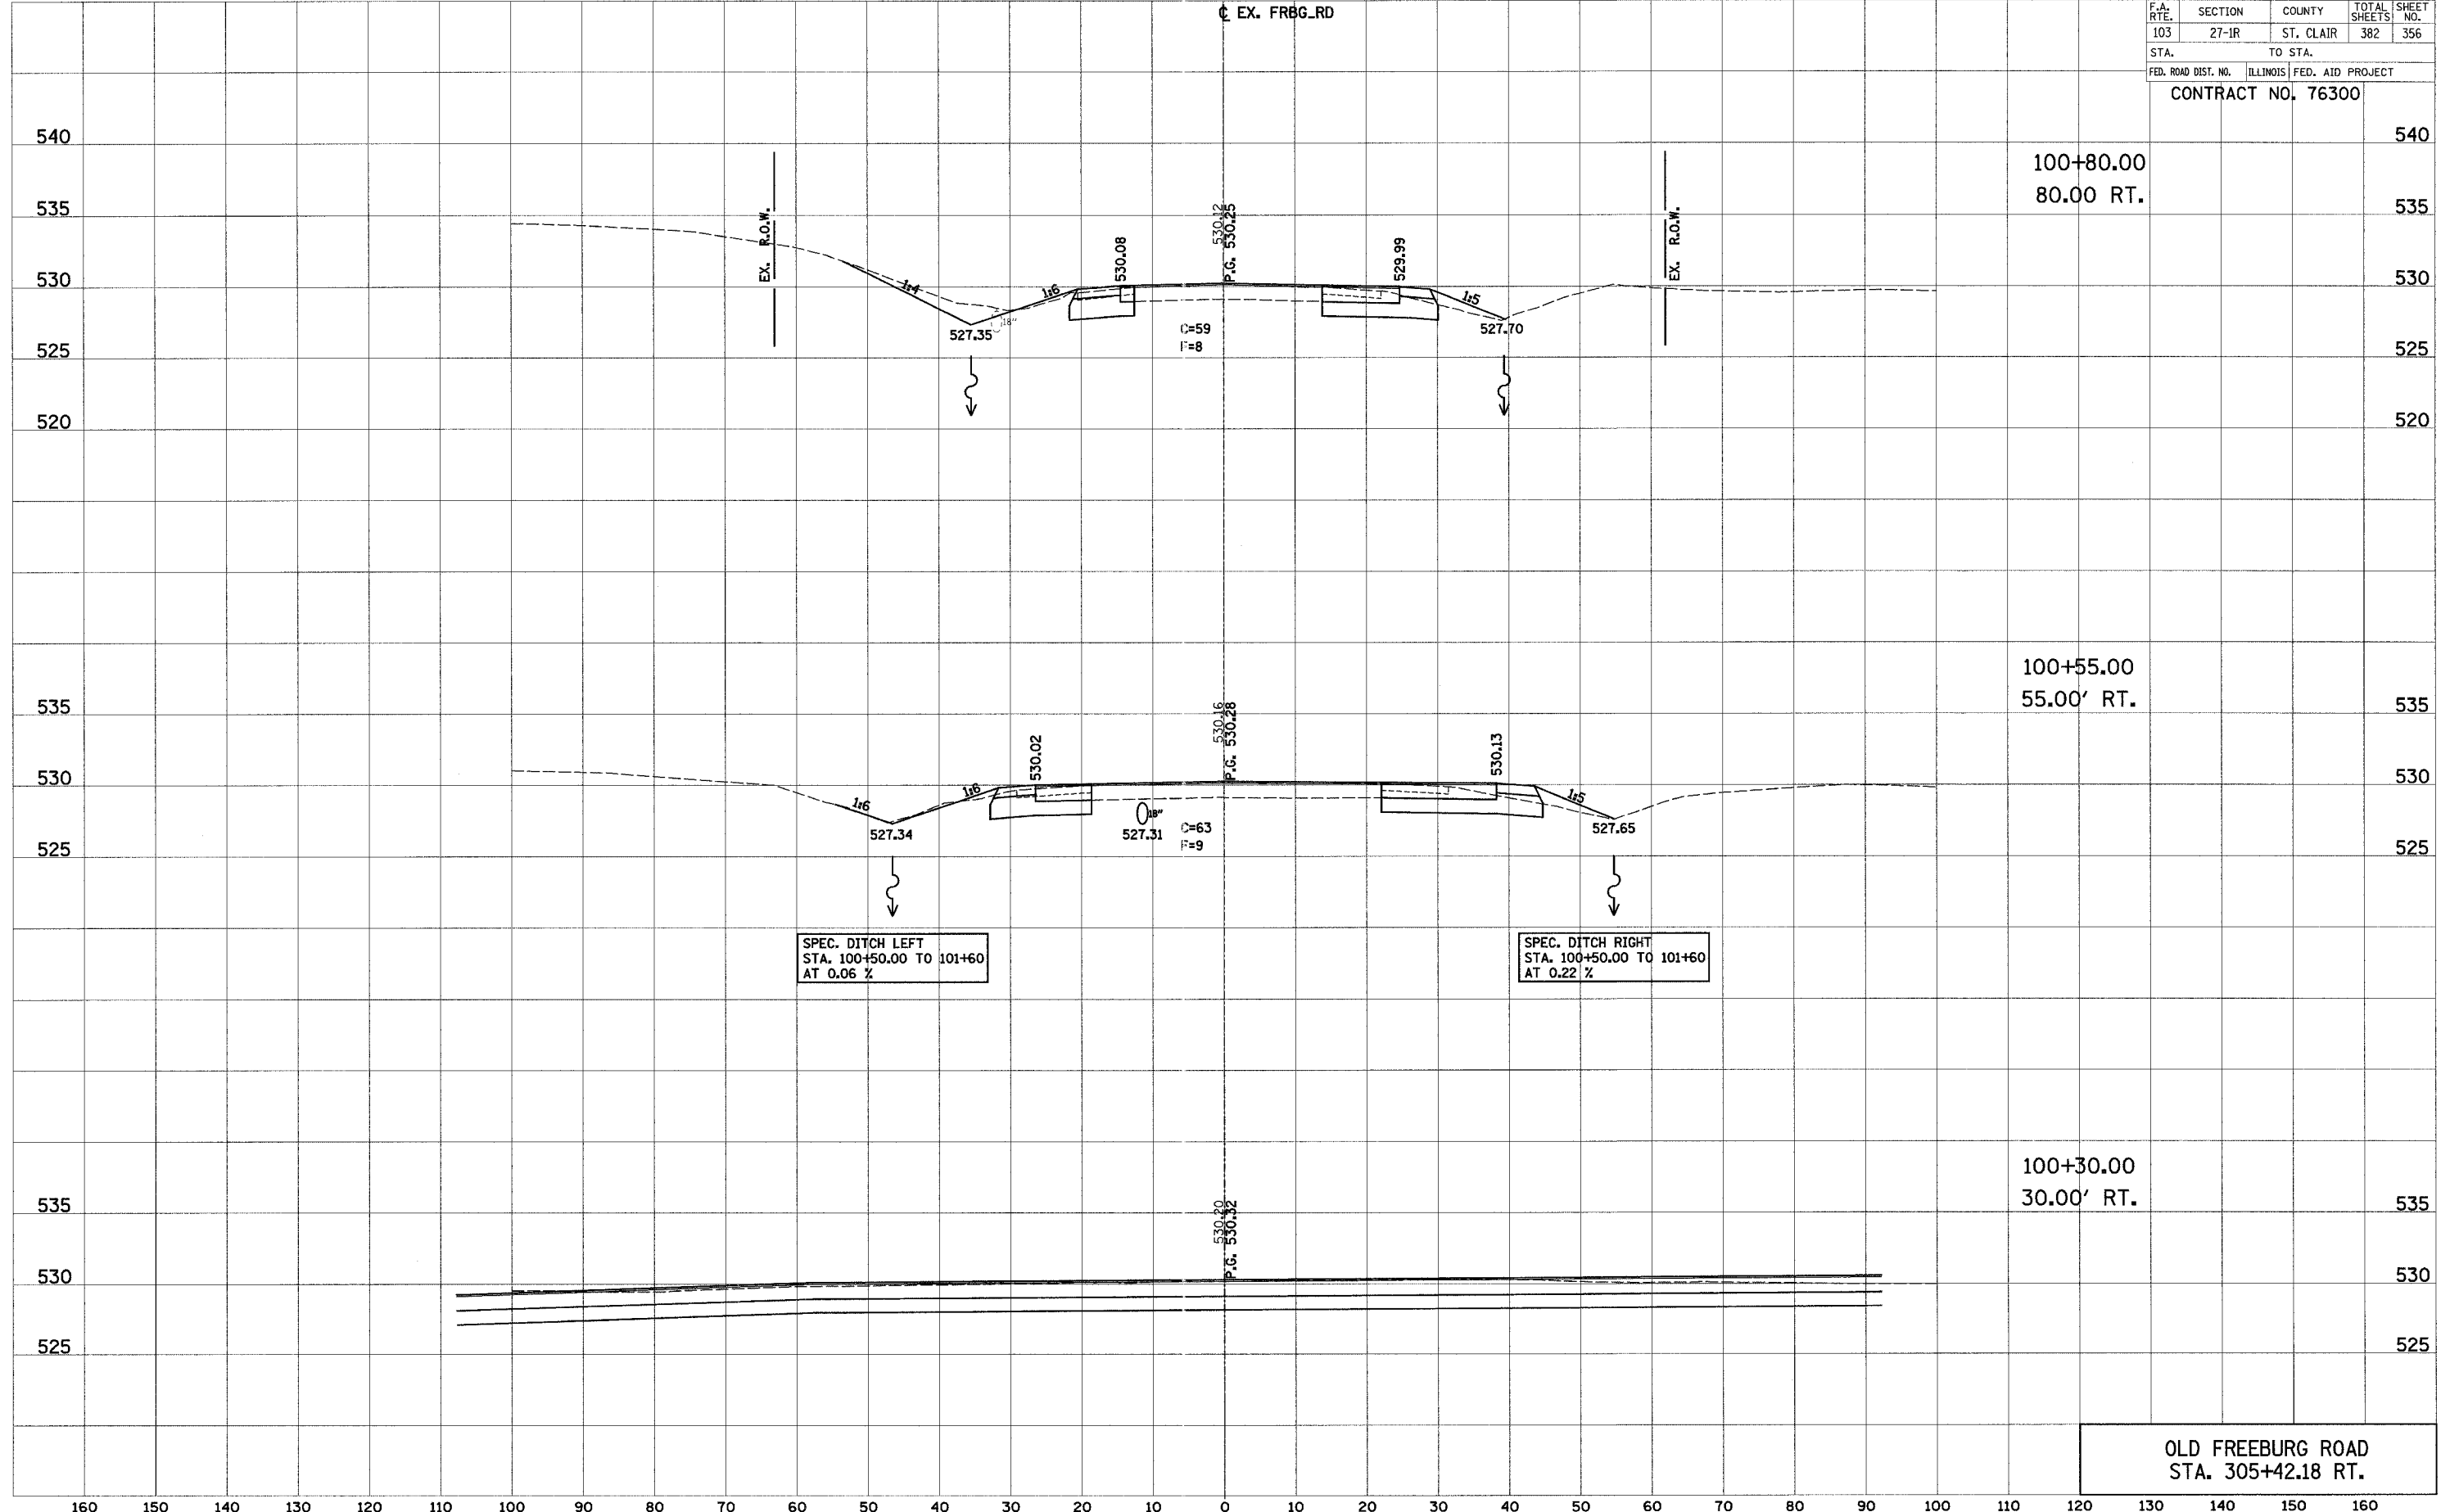 ℄ EX. FRBG_RD
F.A. RTE. SECTION COUNTY TOTAL SHEETS SHEET NO.
103 27-1R ST. CLAIR 382 356
STA. TO STA.
FED. ROAD DIST. NO. ILLINOIS FED. AID PROJECT
CONTRACT NO. 76300
540 540
100+80.00
80.00 RT.
535 535
EX. R.O.W.
530.08
530.12
P.G. 530.25
529.99
EX. R.O.W.
530 530
1:4
1:6
1:5
18"
527.35
C=59
F=8
527.70
525 525
520 520
100+55.00
55.00' RT.
535 535
530.02
530.16
P.G. 530.28
530.13
530 530
1:6
1:6
1:5
18"
527.34
527.31
C=63
F=9
527.65
525 525
SPEC. DITCH LEFT
STA. 100+50.00 TO 101+60
AT 0.06 %
SPEC. DITCH RIGHT
STA. 100+50.00 TO 101+60
AT 0.22 %
100+30.00
30.00' RT.
535 535
530.20
P.G. 530.32
530 530
525 525
OLD FREEBURG ROAD
STA. 305+42.18 RT.
160 150 140 130 120 110 100 90 80 70 60 50 40 30 20 10 0 10 20 30 40 50 60 70 80 90 100 110 120 130 140 150 160